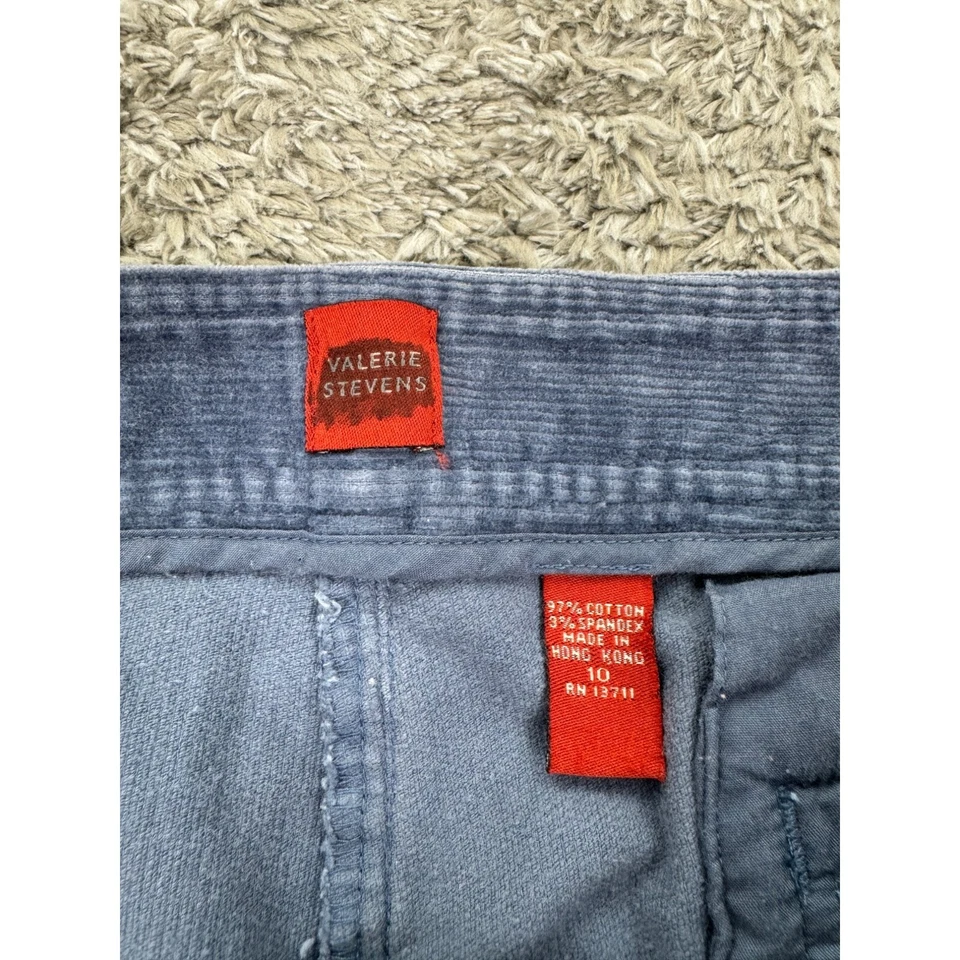 VALERIE
STEVENS
97% COTTON
3% SPANDEX
MADE IN
HONG KONG
10
RN 13711